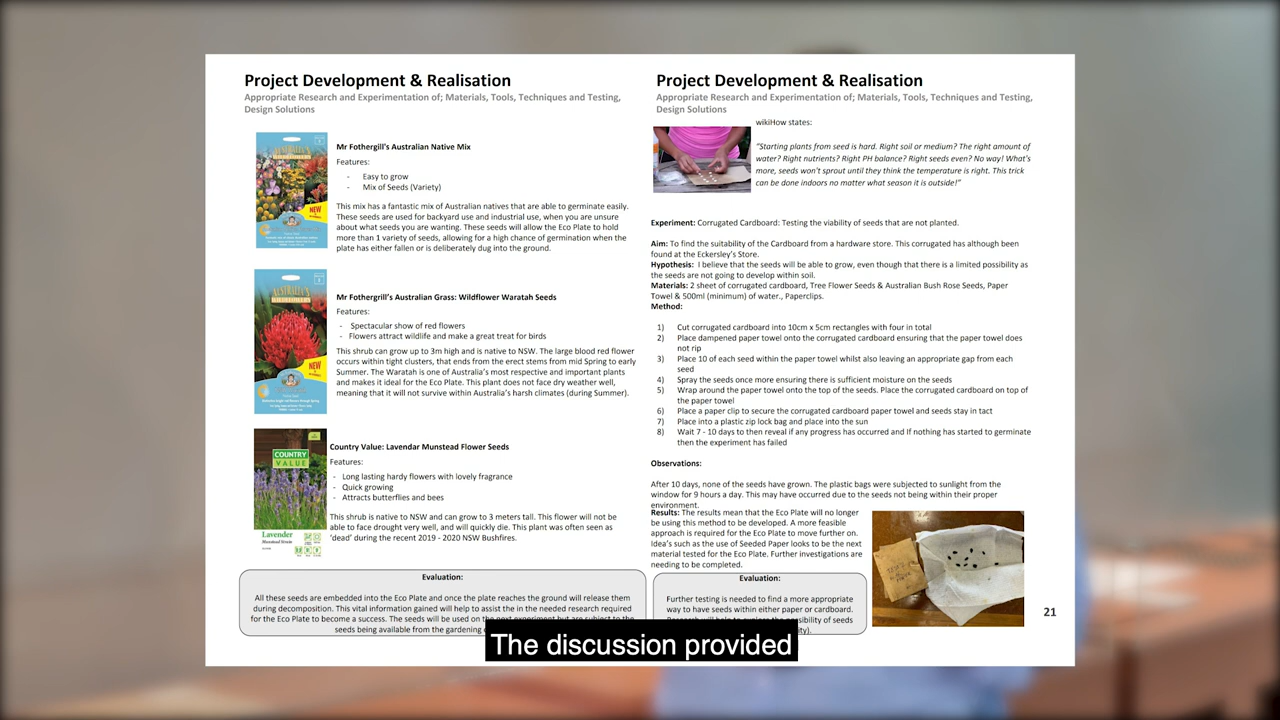 Project Development & Realisation
Appropriate Research and Experimentation of; Materials, Tools, Techniques and Testing,
Design Solutions
AUSTRALIA'S
NEW
Mr Fothergill's Australian Native Mix
Features:
- Easy to grow
- Mix of Seeds (Variety)
This mix has a fantastic mix of Australian natives that are able to germinate easily.
These seeds are used for backyard use and industrial use, when you are unsure
about what seeds you are wanting. These seeds will allow the Eco Plate to hold
more than 1 variety of seeds, allowing for a high chance of germination when the
plate has either fallen or is deliberately dug into the ground.
AUSTRALIA'S
NEW
Mr Fothergrill's Australian Grass: Wildflower Waratah Seeds
Features:
- Spectacular show of red flowers
- Flowers attract wildlife and make a great treat for birds
This shrub can grow up to 3m high and is native to NSW. The large blood red flower
occurs within tight clusters, that ends from the erect stems from mid Spring to early
Summer. The Waratah is one of Australia's most respective and important plants
and makes it ideal for the Eco Plate. This plant does not face dry weather well,
meaning that it will not survive within Australia's harsh climates (during Summer).
COUNTRY
VALUE
Lavender
Munstead Strain
Country Value: Lavendar Munstead Flower Seeds
Features:
- Long lasting hardy flowers with lovely fragrance
- Quick growing
- Attracts butterflies and bees
This shrub is native to NSW and can grow to 3 meters tall. This flower will not be
able to face drought very well, and will quickly die. This plant was often seen as
'dead' during the recent 2019 - 2020 NSW Bushfires.
Evaluation:
All these seeds are embedded into the Eco Plate and once the plate reaches the ground will release them
during decomposition. This vital information gained will help to assist the in the needed research required
for the Eco Plate to become a success. The seeds will be used on the next experiment but are subject to the
seeds being available from the gardening
Project Development & Realisation
Appropriate Research and Experimentation of; Materials, Tools, Techniques and Testing,
Design Solutions
wikiHow states:
"Starting plants from seed is hard. Right soil or medium? The right amount of
water? Right nutrients? Right PH balance? Right seeds even? No way! What's
more, seeds won't sprout until they think the temperature is right. This trick
can be done indoors no matter what season it is outside!"
Experiment: Corrugated Cardboard: Testing the viability of seeds that are not planted.
Aim: To find the suitability of the Cardboard from a hardware store. This corrugated has although been
found at the Eckersley's Store.
Hypothesis: I believe that the seeds will be able to grow, even though that there is a limited possibility as
the seeds are not going to develop within soil.
Materials: 2 sheet of corrugated cardboard, Tree Flower Seeds & Australian Bush Rose Seeds, Paper
Towel & 500ml (minimum) of water., Paperclips.
Method:
1) Cut corrugated cardboard into 10cm x 5cm rectangles with four in total
2) Place dampened paper towel onto the corrugated cardboard ensuring that the paper towel does
not rip
3) Place 10 of each seed within the paper towel whilst also leaving an appropriate gap from each
seed
4) Spray the seeds once more ensuring there is sufficient moisture on the seeds
5) Wrap around the paper towel onto the top of the seeds. Place the corrugated cardboard on top of
the paper towel
6) Place a paper clip to secure the corrugated cardboard paper towel and seeds stay in tact
7) Place into a plastic zip lock bag and place into the sun
8) Wait 7 - 10 days to then reveal if any progress has occurred and If nothing has started to germinate
then the experiment has failed
Observations:
After 10 days, none of the seeds have grown. The plastic bags were subjected to sunlight from the
window for 9 hours a day. This may have occurred due to the seeds not being within their proper
environment.
Results: The results mean that the Eco Plate will no longer
be using this method to be developed. A more feasible
approach is required for the Eco Plate to move further on.
Idea's such as the use of Seeded Paper looks to be the next
material tested for the Eco Plate. Further investigations are
needing to be completed.
Evaluation:
Further testing is needed to find a more appropriate
way to have seeds within either paper or cardboard.
21
The discussion provided